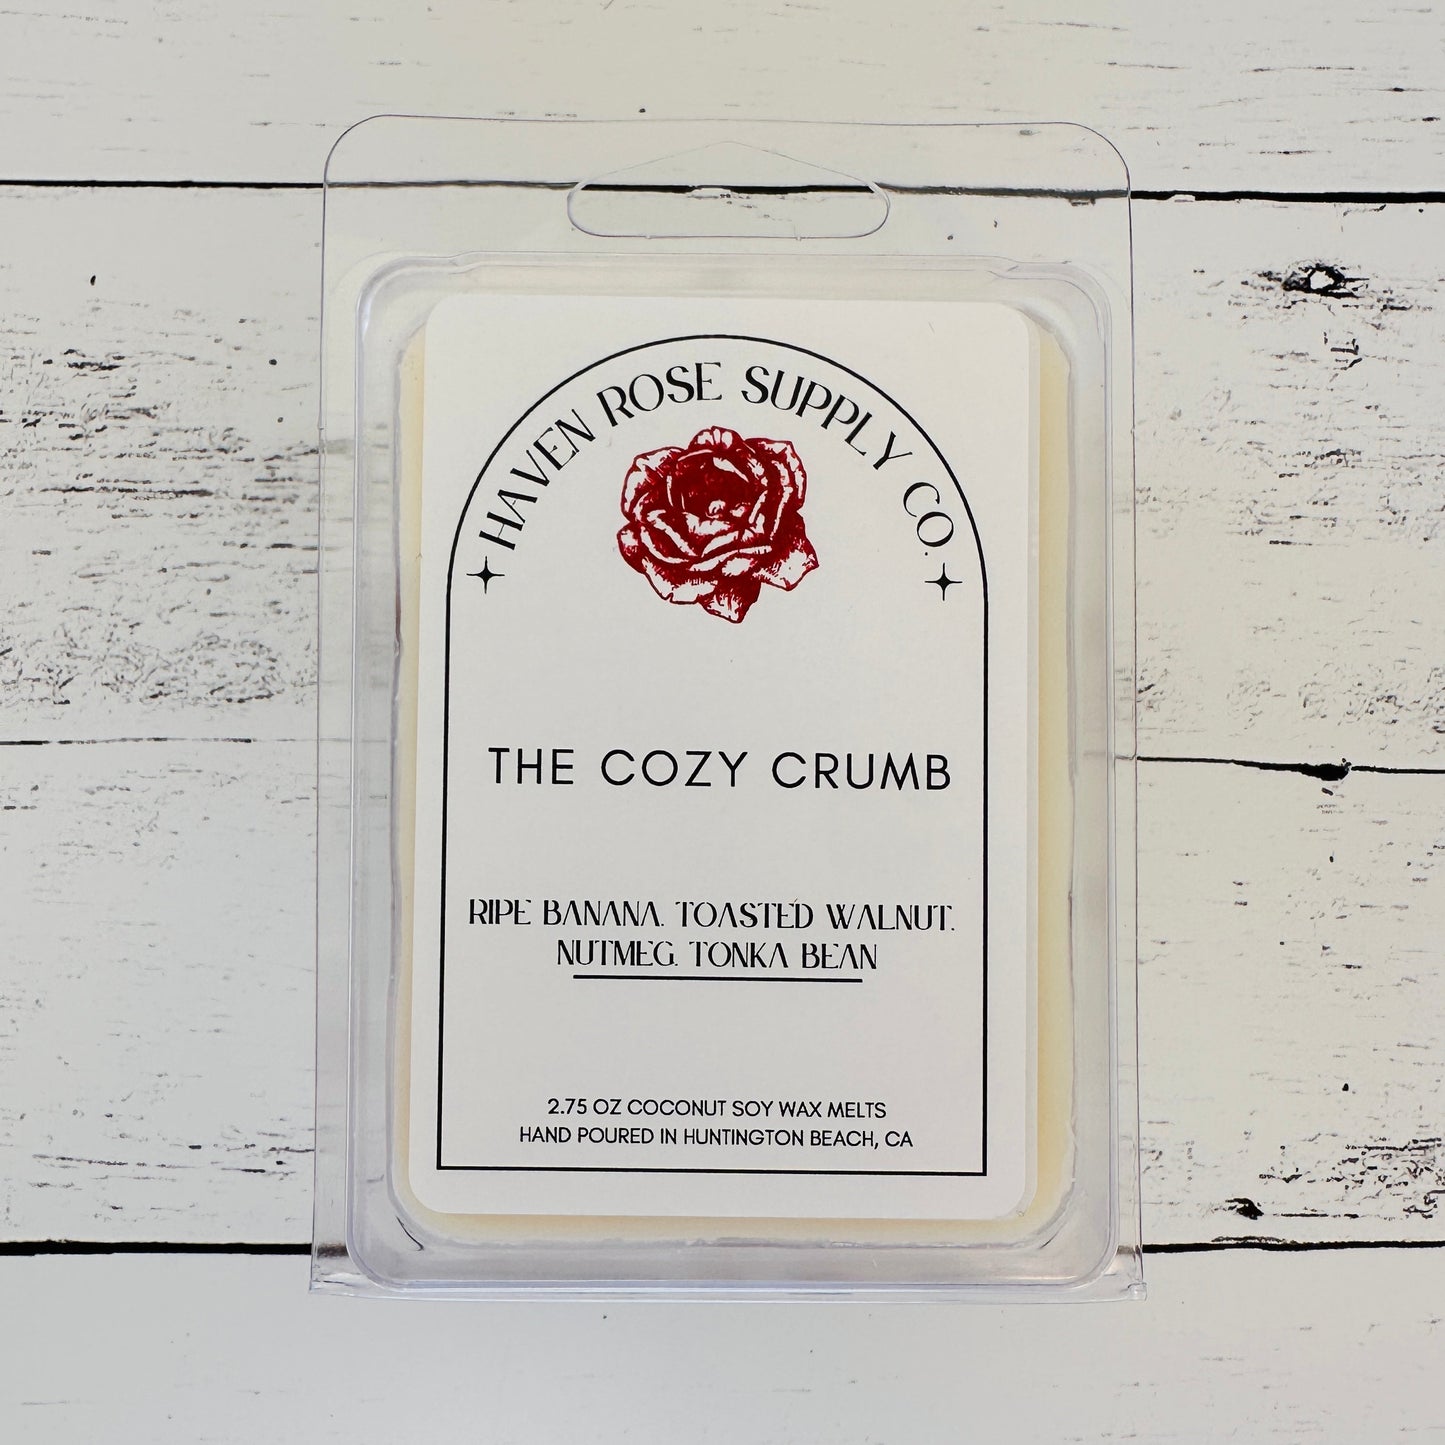 HAVEN ROSE SUPPLY CO.
THE COZY CRUMB
RIPE BANANA. TOASTED WALNUT.
NUTMEG. TONKA BEAN
2.75 OZ COCONUT SOY WAX MELTS
HAND POURED IN HUNTINGTON BEACH, CA